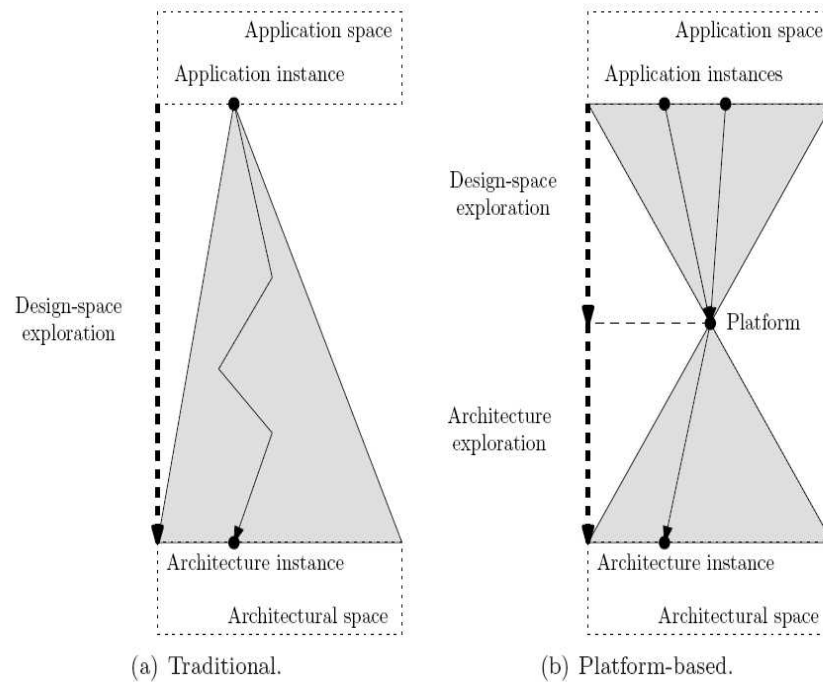 Application space
Application instance
Design-space
exploration
Architecture instance
Architectural space
(a) Traditional.
Application space
Application instances
Design-space
exploration
Platform
Architecture
exploration
Architecture instance
Architectural space
(b) Platform-based.